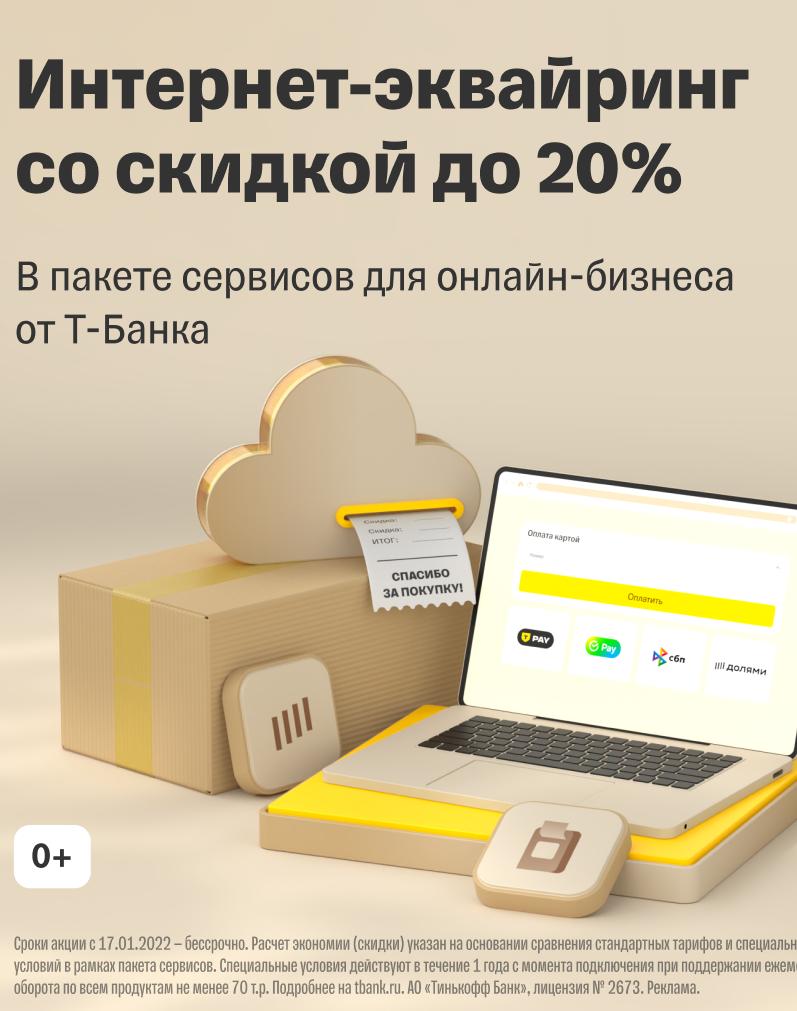 Интернет-эквайринг
со скидкой до 20%
В пакете сервисов для онлайн-бизнеса
от Т-Банка
Скидка:
Скидка:
ИТОГ:
СПАСИБО
ЗА ПОКУПКУ!
Оплата картой
Оплатить
PAY
Pay
сбп
долями
0+
Сроки акции с 17.01.2022 – бессрочно. Расчет экономии (скидки) указан на основании сравнения стандартных тарифов и специальн
условий в рамках пакета сервисов. Специальные условия действуют в течение 1 года с момента подключения при поддержании ежем
оборота по всем продуктам не менее 70 т.р. Подробнее на tbank.ru. АО «Тинькофф Банк», лицензия № 2673. Реклама.